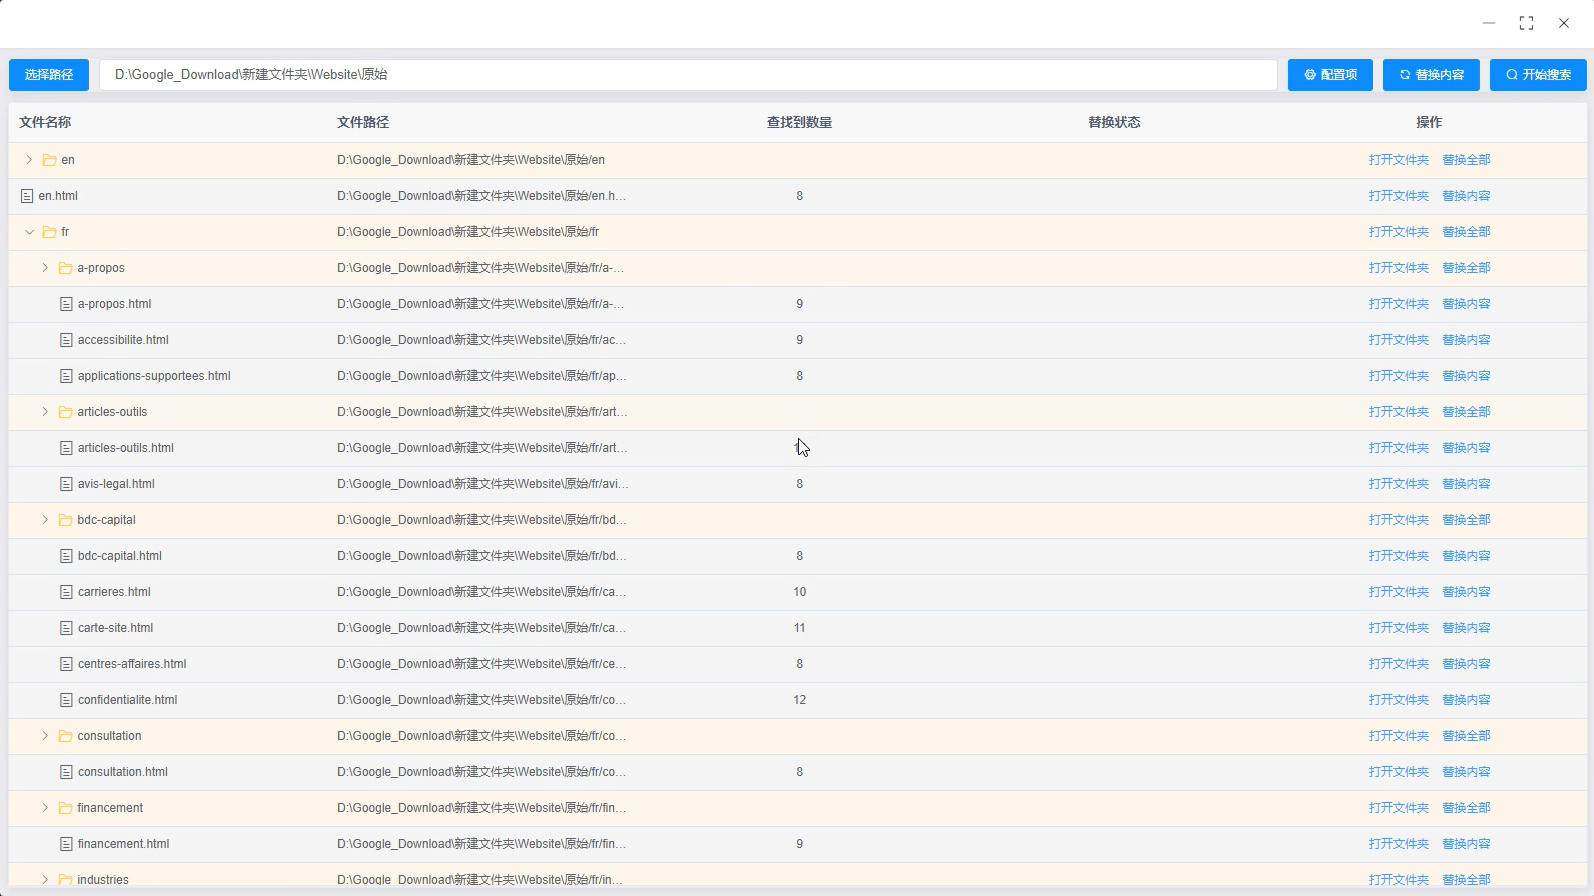 选择路径 D:\Google_Download\新建文件夹\Website\原始 配置项 替换内容 开始搜索
文件名称 文件路径 查找到数量 替换状态 操作
en D:\Google_Download\新建文件夹\Website\原始/en 打开文件夹 替换全部
en.html D:\Google_Download\新建文件夹\Website\原始/en.h... 8 打开文件夹 替换内容
fr D:\Google_Download\新建文件夹\Website\原始/fr 打开文件夹 替换全部
a-propos D:\Google_Download\新建文件夹\Website\原始/fr/a-... 打开文件夹 替换全部
a-propos.html D:\Google_Download\新建文件夹\Website\原始/fr/a-... 9 打开文件夹 替换内容
accessibilite.html D:\Google_Download\新建文件夹\Website\原始/fr/ac... 9 打开文件夹 替换内容
applications-supportees.html D:\Google_Download\新建文件夹\Website\原始/fr/ap... 8 打开文件夹 替换内容
articles-outils D:\Google_Download\新建文件夹\Website\原始/fr/art... 打开文件夹 替换全部
articles-outils.html D:\Google_Download\新建文件夹\Website\原始/fr/art... 打开文件夹 替换内容
avis-legal.html D:\Google_Download\新建文件夹\Website\原始/fr/avi... 8 打开文件夹 替换内容
bdc-capital D:\Google_Download\新建文件夹\Website\原始/fr/bd... 打开文件夹 替换全部
bdc-capital.html D:\Google_Download\新建文件夹\Website\原始/fr/bd... 8 打开文件夹 替换内容
carrieres.html D:\Google_Download\新建文件夹\Website\原始/fr/ca... 10 打开文件夹 替换内容
carte-site.html D:\Google_Download\新建文件夹\Website\原始/fr/ca... 11 打开文件夹 替换内容
centres-affaires.html D:\Google_Download\新建文件夹\Website\原始/fr/ce... 8 打开文件夹 替换内容
confidentialite.html D:\Google_Download\新建文件夹\Website\原始/fr/co... 12 打开文件夹 替换内容
consultation D:\Google_Download\新建文件夹\Website\原始/fr/co... 打开文件夹 替换全部
consultation.html D:\Google_Download\新建文件夹\Website\原始/fr/co... 8 打开文件夹 替换内容
financement D:\Google_Download\新建文件夹\Website\原始/fr/fin... 打开文件夹 替换全部
financement.html D:\Google_Download\新建文件夹\Website\原始/fr/fin... 9 打开文件夹 替换内容
industries D:\Google_Download\新建文件夹\Website\原始/fr/in... 打开文件夹 替换全部